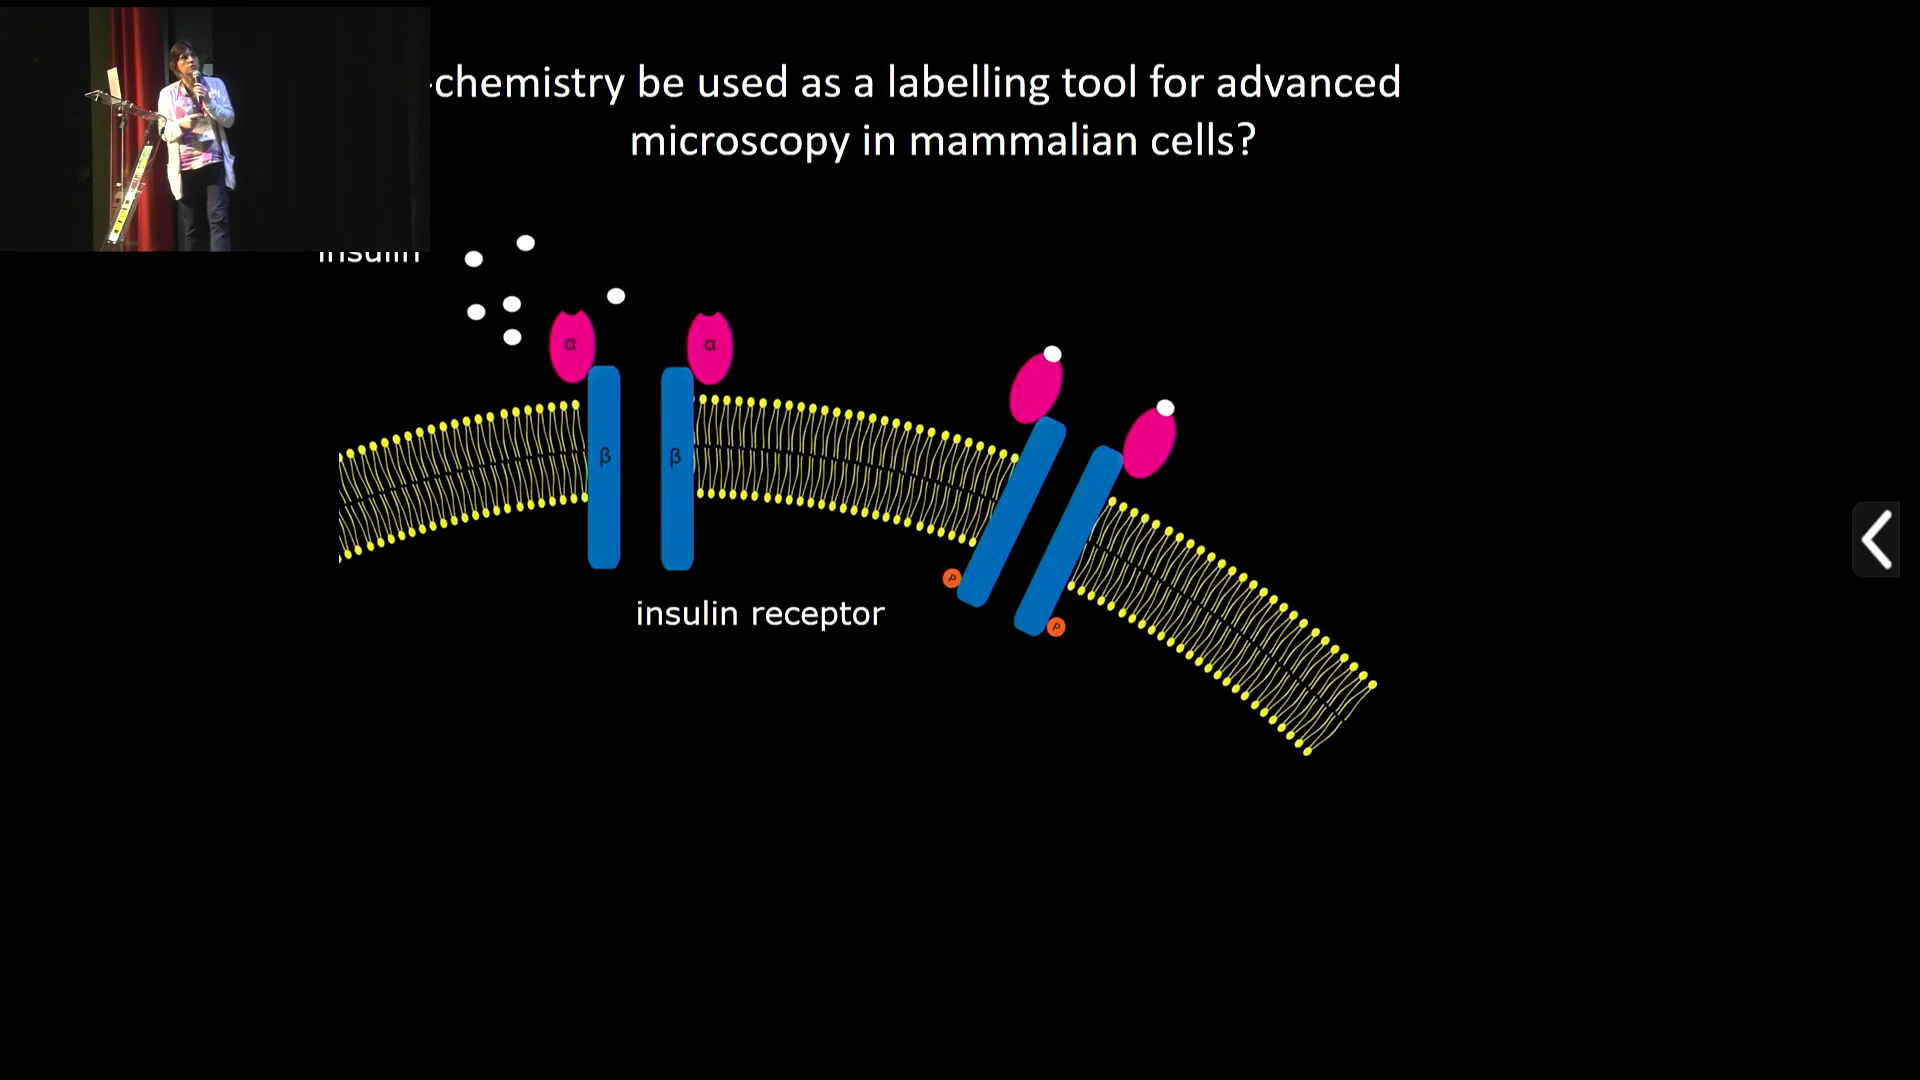 -chemistry be used as a labelling tool for advanced
microscopy in mammalian cells?
insulin
α
α
β
β
P
P
insulin receptor